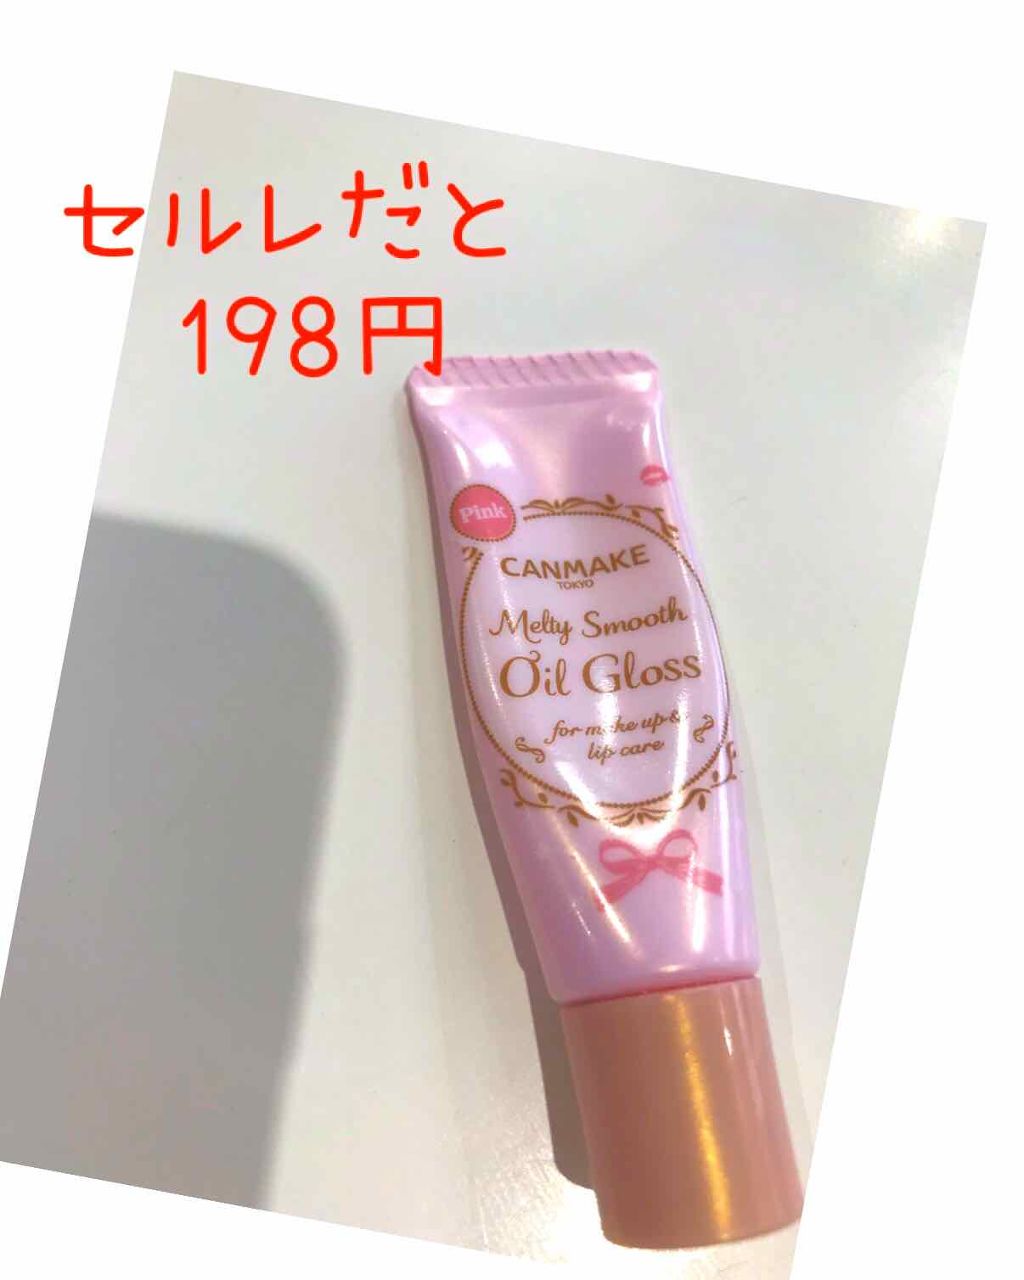 セルレだと
198円
Pink
CANMAKE
TOKYO
Melty Smooth
Oil Gloss
for make up &
lip care